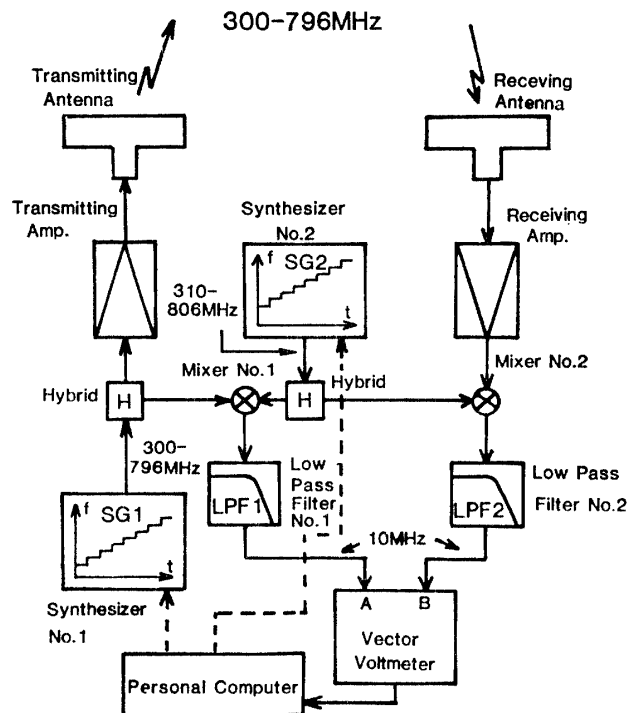 300-796MHz
Transmitting
Antenna
Receving
Antenna
Transmitting
Amp.
Synthesizer
No.2
Receiving
Amp.
f
SG2
t
310-
806MHz
Mixer No.1
Mixer No.2
Hybrid
H
H
Hybrid
300-
796MHz
LPF1
Low
Pass
Filter
No.1
LPF2
Low Pass
Filter No.2
f
SG1
t
10MHz
Synthesizer
No.1
A
B
Vector
Voltmeter
Personal Computer